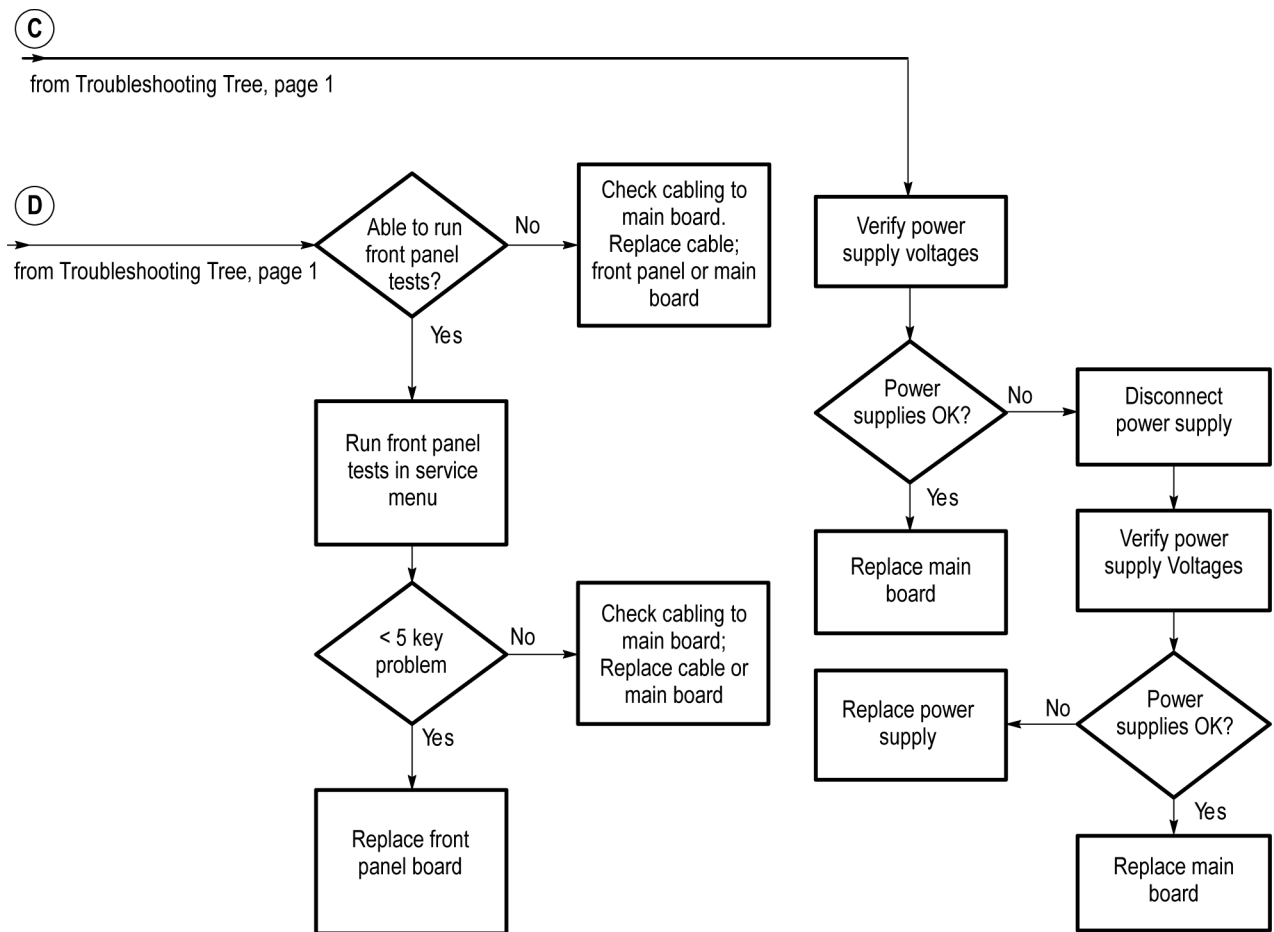 C
from Troubleshooting Tree, page 1
D
from Troubleshooting Tree, page 1
Able to run
front panel
tests?
No
Check cabling to
main board.
Replace cable;
front panel or main
board
Yes
Run front panel
tests in service
menu
< 5 key
problem
No
Check cabling to
main board;
Replace cable or
main board
Yes
Replace front
panel board
Verify power
supply voltages
Power
supplies OK?
No
Disconnect
power supply
Yes
Replace main
board
Verify power
supply Voltages
Power
supplies OK?
No
Replace power
supply
Yes
Replace main
board